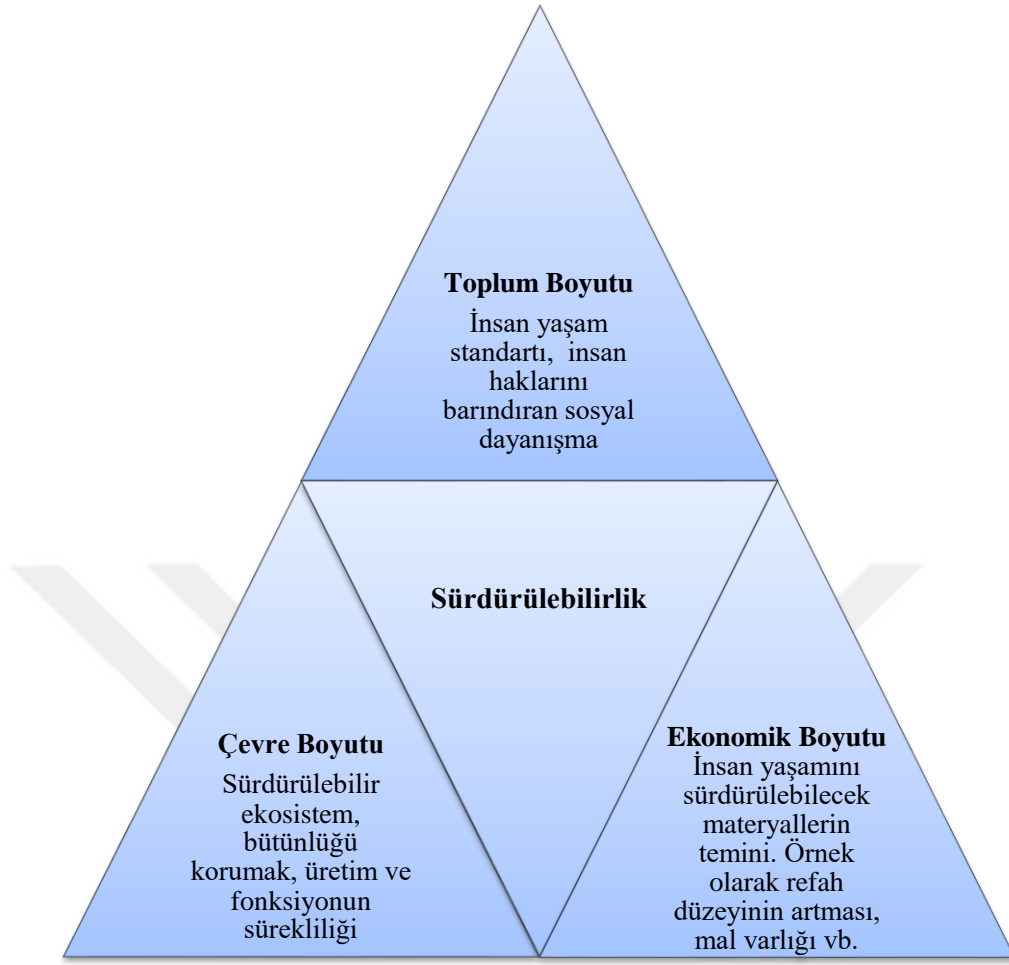 Toplum Boyutu
İnsan yaşam
standartı, insan
haklarını
barındıran sosyal
dayanışma
Sürdürülebilirlik
Çevre Boyutu
Sürdürülebilir
ekosistem,
bütünlüğü
korumak, üretim ve
fonksiyonun
sürekliliği
Ekonomik Boyutu
İnsan yaşamını
sürdürülebilecek
materyallerin
temini. Örnek
olarak refah
düzeyinin artması,
mal varlığı vb.